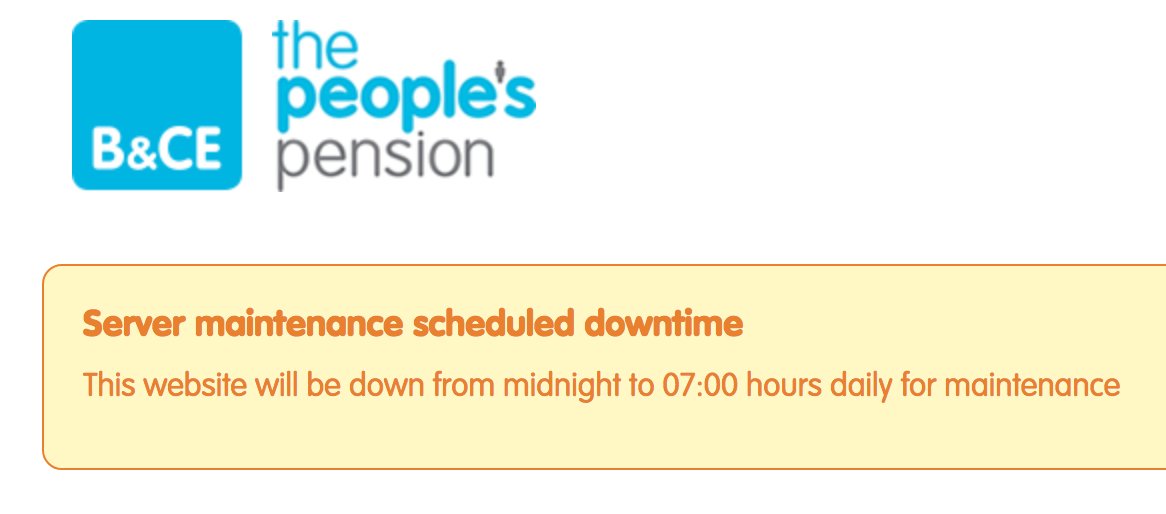 B&CE
the
people's
pension
Server maintenance scheduled downtime
This website will be down from midnight to 07:00 hours daily for maintenance